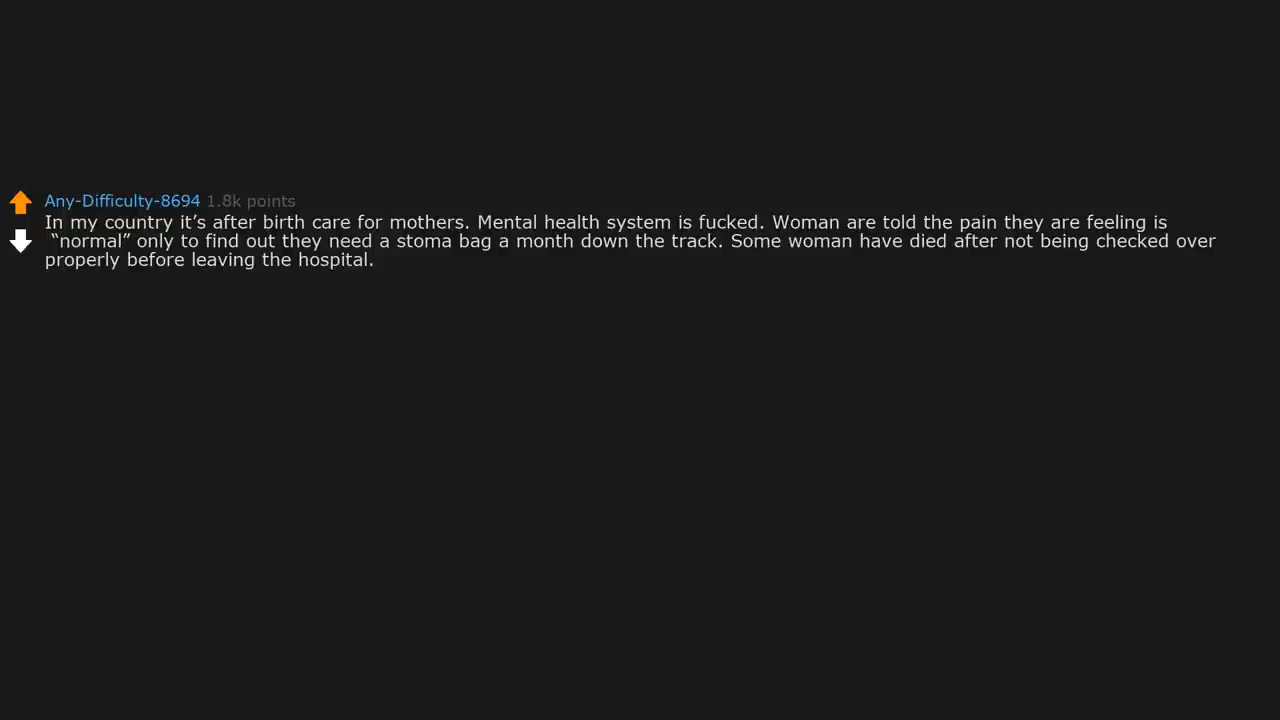 Any-Difficulty-8694 1.8k points
In my country it’s after birth care for mothers. Mental health system is fucked. Woman are told the pain they are feeling is
“normal” only to find out they need a stoma bag a month down the track. Some woman have died after not being checked over
properly before leaving the hospital.